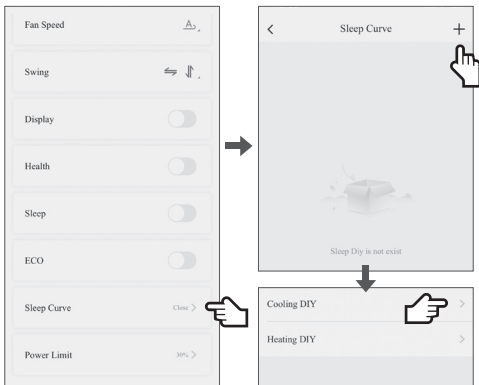 Fan Speed
A
Swing
Display
Health
Sleep
ECO
Sleep Curve
Close >
Power Limit
30% >
< Sleep Curve +
Sleep Diy is not exist
Cooling DIY >
Heating DIY >